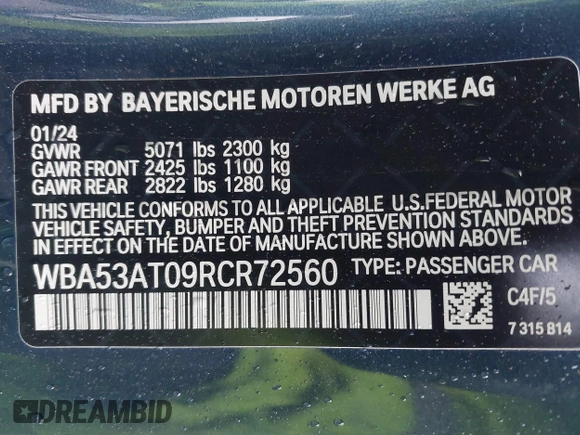 MFD BY BAYERISCHE MOTOREN WERKE AG
01/24
GVWR 5071 lbs 2300 kg
GAWR FRONT 2425 lbs 1100 kg
GAWR REAR 2822 lbs 1280 kg
THIS VEHICLE CONFORMS TO ALL APPLICABLE U.S.FEDERAL MOTOR
VEHICLE SAFETY, BUMPER AND THEFT PREVENTION STANDARDS
IN EFFECT ON THE DATE OF MANUFACTURE SHOWN ABOVE.
WBA53AT09RCR72560 TYPE: PASSENGER CAR
C4F/5
7 315 814
DREAMBID